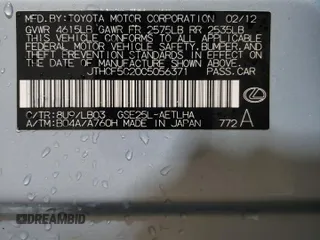 MFD. BY: TOYOTA MOTOR CORPORATION 02/12
GVWR 4615LB GAWR FR 2575LB RR 2535LB
THIS VEHICLE CONFORMS TO ALL APPLICABLE
FEDERAL MOTOR VEHICLE SAFETY, BUMPER, AND
THEFT PREVENTION STANDARDS IN EFFECT ON
THE DATE OF MANUFACTURE SHOWN ABOVE.
JTHCF5C20C5056371 PASS.CAR
C/TR: 8U9/LB03 GSE25L-AETLHA
A/TM: B04A/A760H MADE IN JAPAN 772 A
DREAMBID